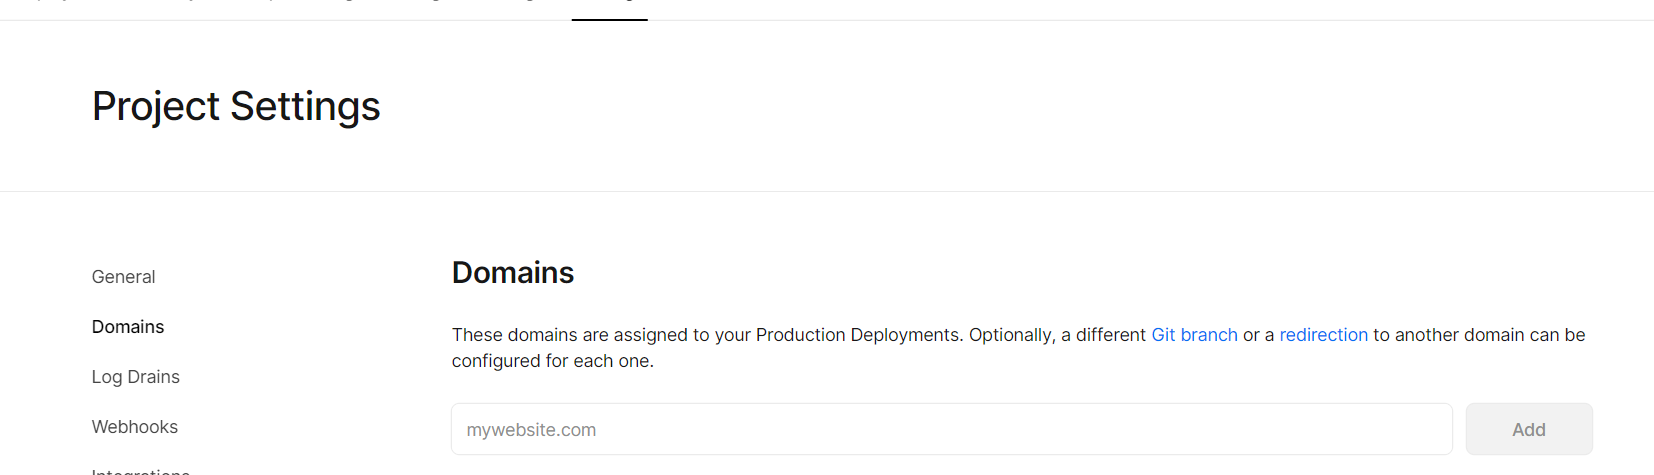 Project Settings
General
Domains
Log Drains
Webhooks
Integrations
Domains
These domains are assigned to your Production Deployments. Optionally, a different Git branch or a redirection to another domain can be
configured for each one.
mywebsite.com
Add